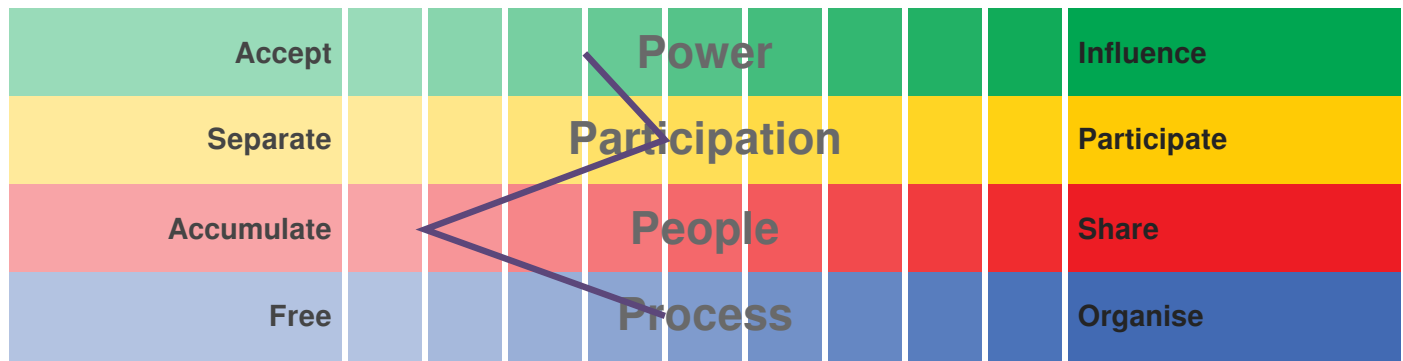 Accept Power Influence
Separate Participation Participate
Accumulate People Share
Free Process Organise